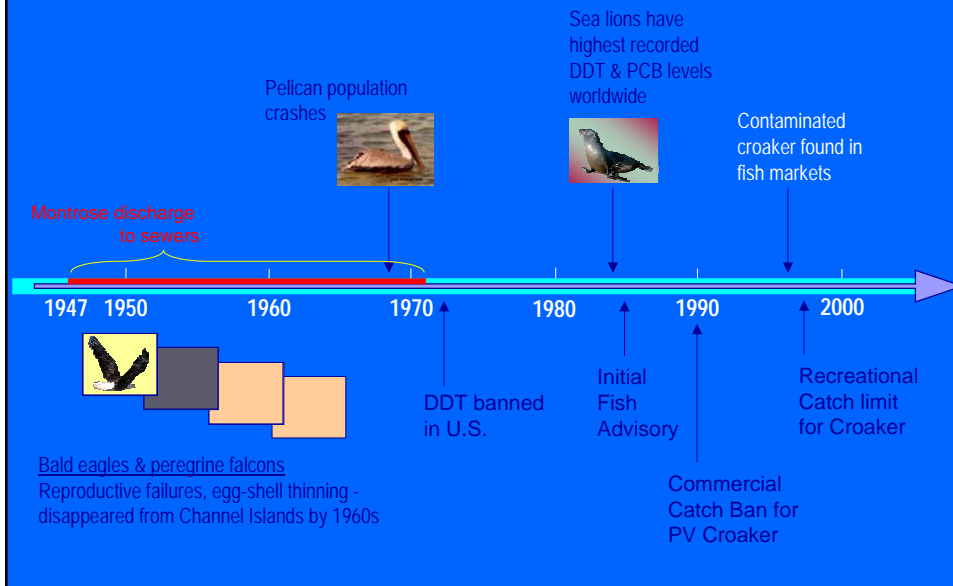 Sea lions have
highest recorded
DDT & PCB levels
worldwide
Pelican population
crashes
Contaminated
croaker found in
fish markets
Montrose discharge
to sewers
1947 1950 1960 1970 1980 1990 2000
DDT banned
in U.S.
Initial
Fish
Advisory
Recreational
Catch limit
for Croaker
Bald eagles & peregrine falcons
Reproductive failures, egg-shell thinning -
disappeared from Channel Islands by 1960s
Commercial
Catch Ban for
PV Croaker